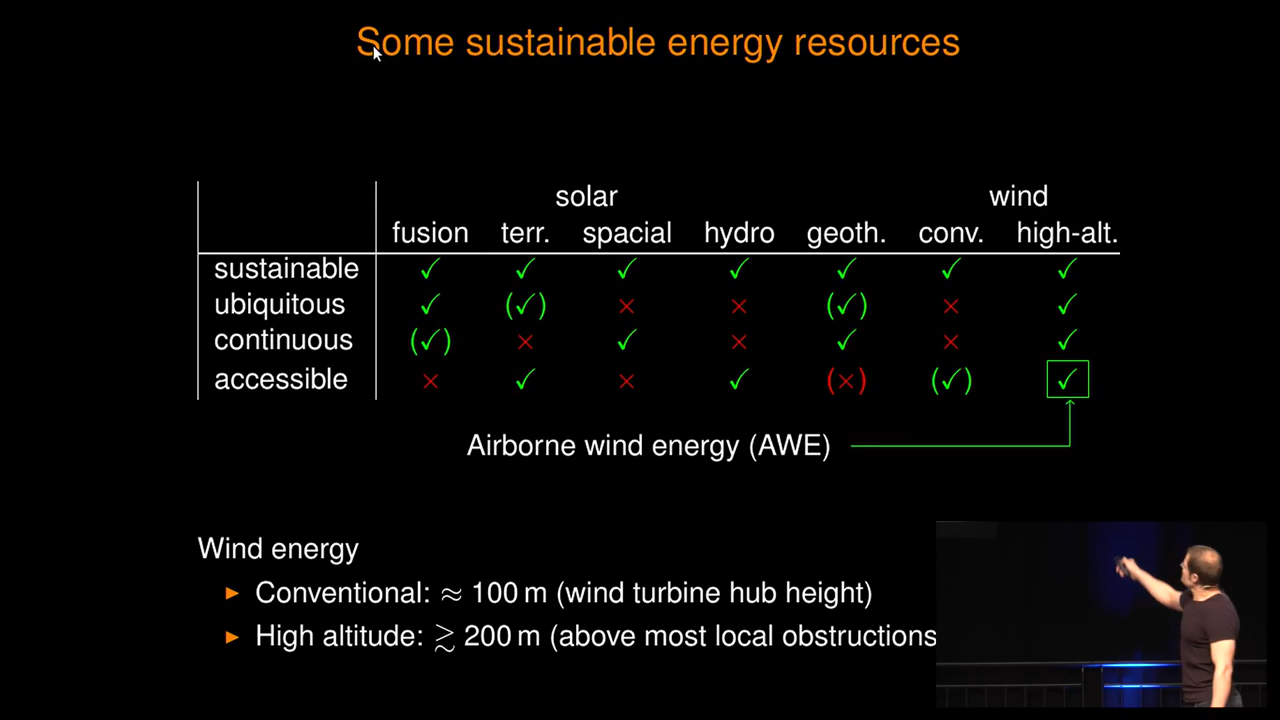 Some sustainable energy resources
solar wind
fusion terr. spacial hydro geoth. conv. high-alt.
sustainable ✓ ✓ ✓ ✓ ✓ ✓ ✓
ubiquitous ✓ (✓) × × (✓) × ✓
continuous (✓) × ✓ × ✓ × ✓
accessible × ✓ × ✓ (×) (✓) ✓
Airborne wind energy (AWE)
Wind energy
▶ Conventional: ≈ 100 m (wind turbine hub height)
▶ High altitude: ≳ 200 m (above most local obstructions